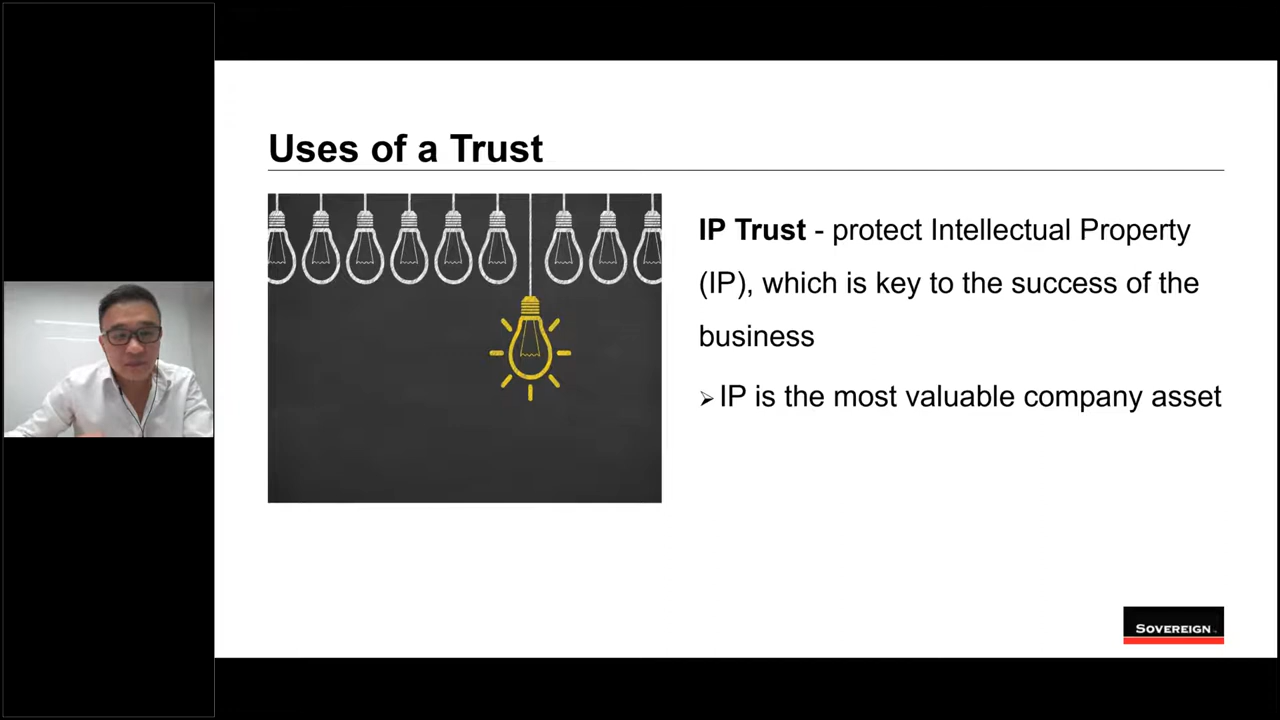 Uses of a Trust
IP Trust - protect Intellectual Property
(IP), which is key to the success of the
business
➢IP is the most valuable company asset
SOVEREIGN